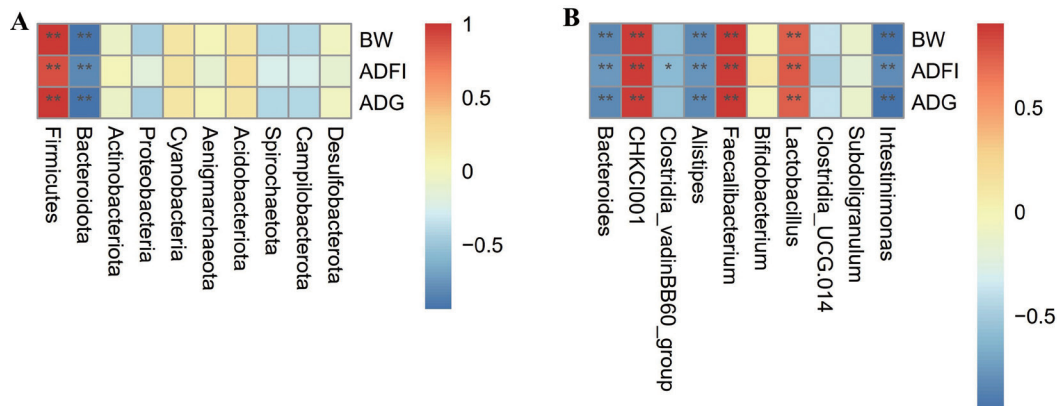 A
** ** BW
** ** ADFI
** ** ADG
Firmicutes
Bacteroidota
Actinobacteriota
Proteobacteria
Cyanobacteria
Aenigmarchaeota
Acidobacteriota
Spirochaetota
Campilobacterota
Desulfobacterota
1
0.5
0
−0.5
B
** ** ** ** ** ** BW
** ** * ** ** ** ** ADFI
** ** ** ** ** ** ADG
Bacteroides
CHKCI001
Clostridia_vadinBB60_group
Alistipes
Faecalibacterium
Bifidobacterium
Lactobacillus
Clostridia_UCG.014
Subdoligranulum
Intestinimonas
0.5
0
−0.5